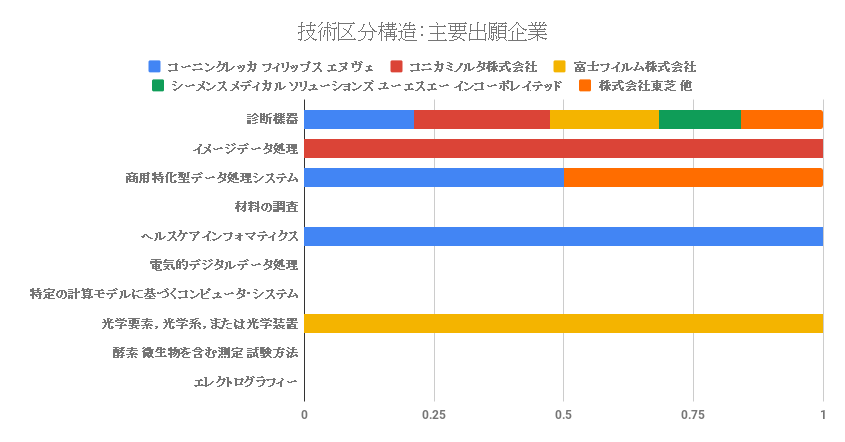 技術区分構造：主要出願企業
コーニングレッカ フィリップス エヌ ヴェ コニカミノルタ株式会社 富士フイルム株式会社
シーメンス メディカル ソリューションズ ユーエスエー インコーポレイテッド 株式会社東芝 他
診断機器
イメージデータ処理
商用特化型データ処理システム
材料の調査
ヘルスケアインフォマティクス
電気的デジタルデータ処理
特定の計算モデルに基づくコンピュータ・システム
光学要素，光学系，または光学装置
酵素 微生物を含む測定 試験方法
エレクトログラフィー
0 0.25 0.5 0.75 1